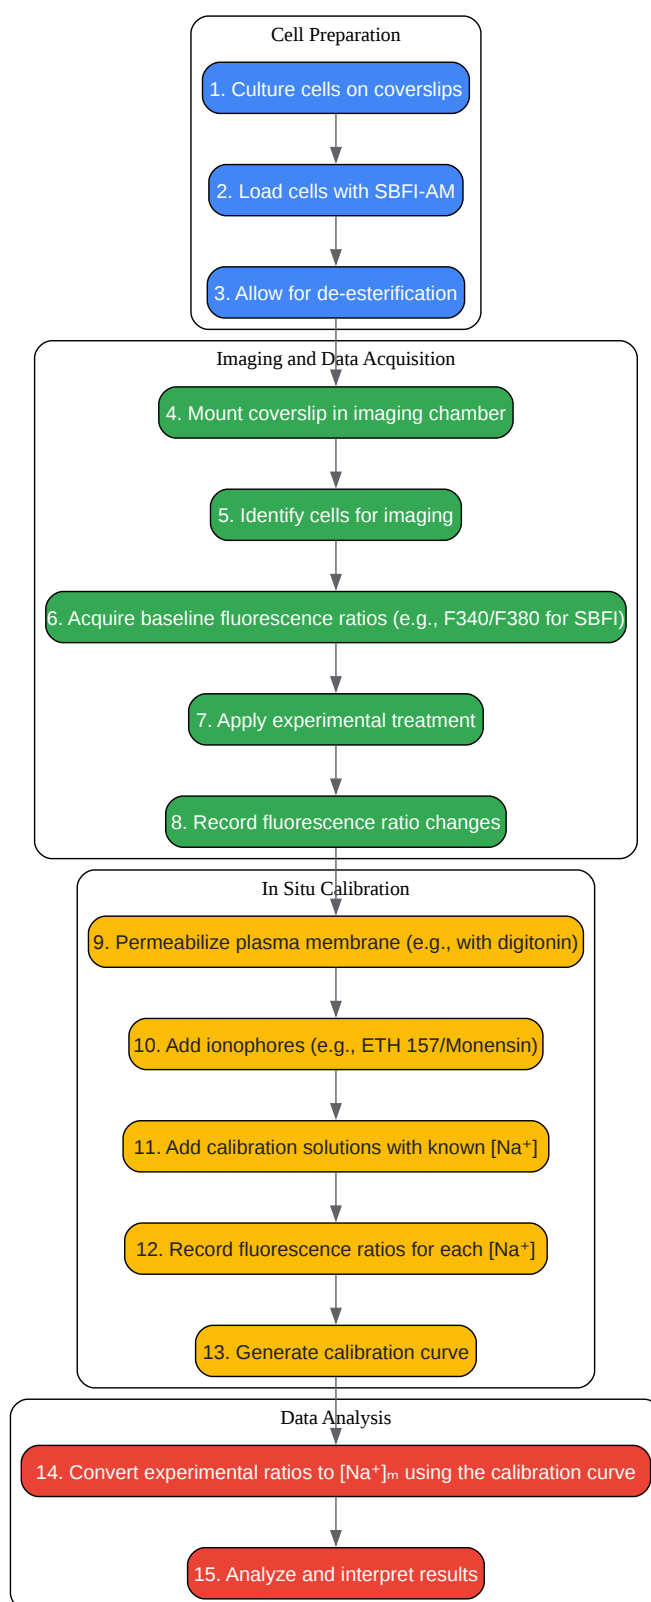 Cell Preparation
1. Culture cells on coverslips
2. Load cells with SBFI-AM
3. Allow for de-esterification
Imaging and Data Acquisition
4. Mount coverslip in imaging chamber
5. Identify cells for imaging
6. Acquire baseline fluorescence ratios (e.g., F340/F380 for SBFI)
7. Apply experimental treatment
8. Record fluorescence ratio changes
In Situ Calibration
9. Permeabilize plasma membrane (e.g., with digitonin)
10. Add ionophores (e.g., ETH 157/Monensin)
11. Add calibration solutions with known [Na⁺]
12. Record fluorescence ratios for each [Na⁺]
13. Generate calibration curve
Data Analysis
14. Convert experimental ratios to [Na⁺]ₘ using the calibration curve
15. Analyze and interpret results